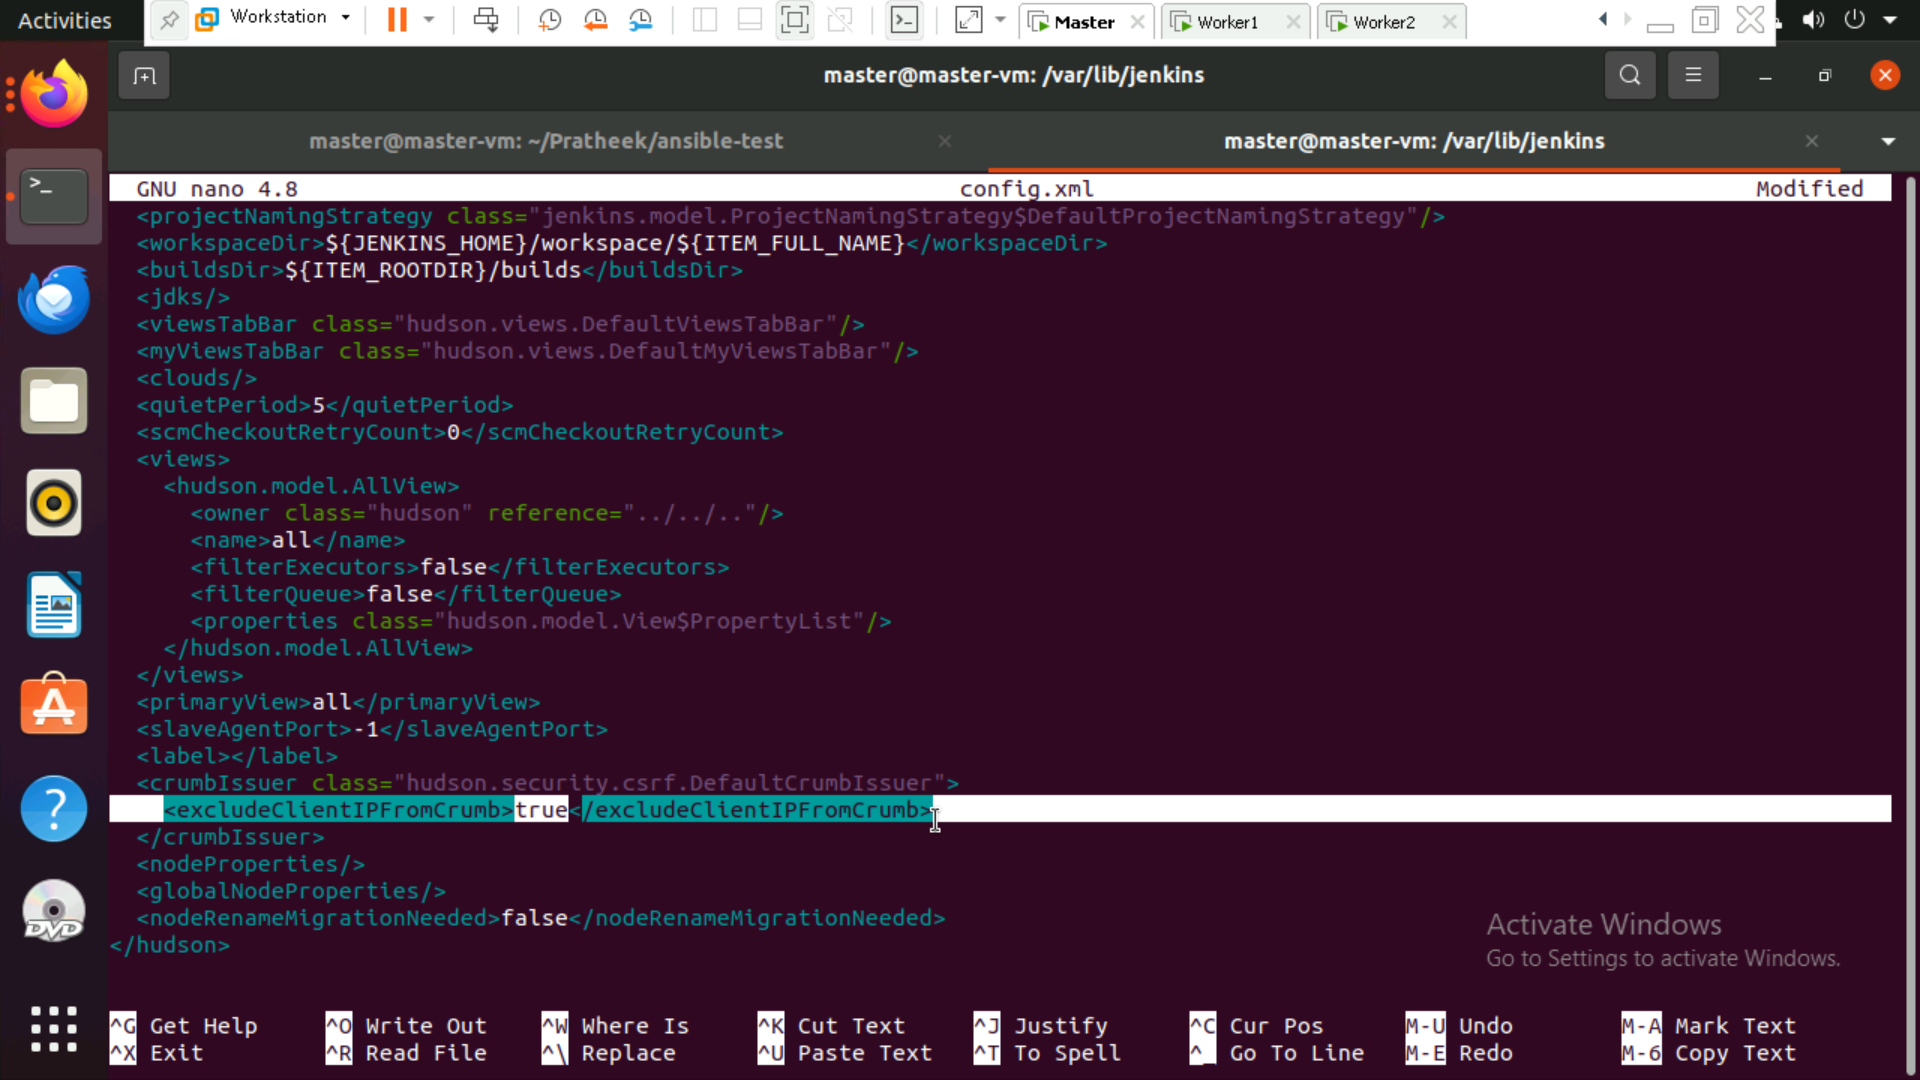 Activities
Workstation
Master
Worker1
Worker2
master@master-vm: /var/lib/jenkins
master@master-vm: ~/Pratheek/ansible-test
master@master-vm: /var/lib/jenkins
GNU nano 4.8 config.xml Modified
<projectNamingStrategy class="jenkins.model.ProjectNamingStrategy$DefaultProjectNamingStrategy"/>
<workspaceDir>${JENKINS_HOME}/workspace/${ITEM_FULL_NAME}</workspaceDir>
<buildsDir>${ITEM_ROOTDIR}/builds</buildsDir>
<jdks/>
<viewsTabBar class="hudson.views.DefaultViewsTabBar"/>
<myViewsTabBar class="hudson.views.DefaultMyViewsTabBar"/>
<clouds/>
<quietPeriod>5</quietPeriod>
<scmCheckoutRetryCount>0</scmCheckoutRetryCount>
<views>
<hudson.model.AllView>
<owner class="hudson" reference="../../.."/>
<name>all</name>
<filterExecutors>false</filterExecutors>
<filterQueue>false</filterQueue>
<properties class="hudson.model.View$PropertyList"/>
</hudson.model.AllView>
</views>
<primaryView>all</primaryView>
<slaveAgentPort>-1</slaveAgentPort>
<label></label>
<crumbIssuer class="hudson.security.csrf.DefaultCrumbIssuer">
<excludeClientIPFromCrumb>true</excludeClientIPFromCrumb>
</crumbIssuer>
<nodeProperties/>
<globalNodeProperties/>
<nodeRenameMigrationNeeded>false</nodeRenameMigrationNeeded>
</hudson>
Activate Windows
Go to Settings to activate Windows.
^G Get Help ^O Write Out ^W Where Is ^K Cut Text ^J Justify ^C Cur Pos M-U Undo M-A Mark Text
^X Exit ^R Read File ^\ Replace ^U Paste Text ^T To Spell ^_ Go To Line M-E Redo M-6 Copy Text
DVD